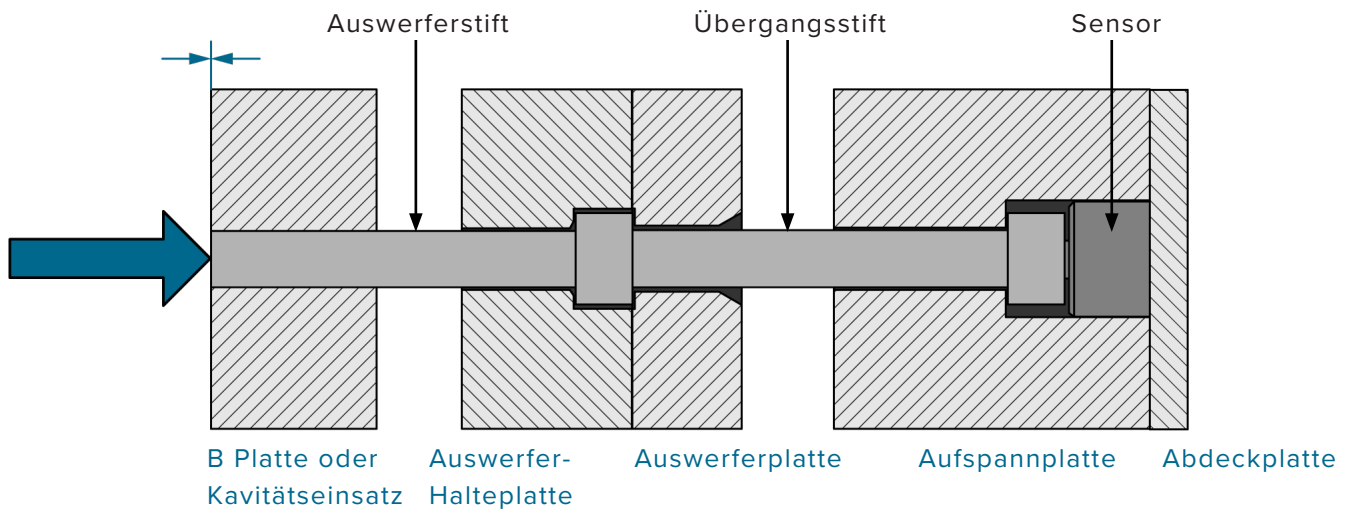 Auswerferstift
Übergangsstift
Sensor
B Platte oder
Kavitätseinsatz
Auswerfer-
Halteplatte
Auswerferplatte
Aufspannplatte
Abdeckplatte